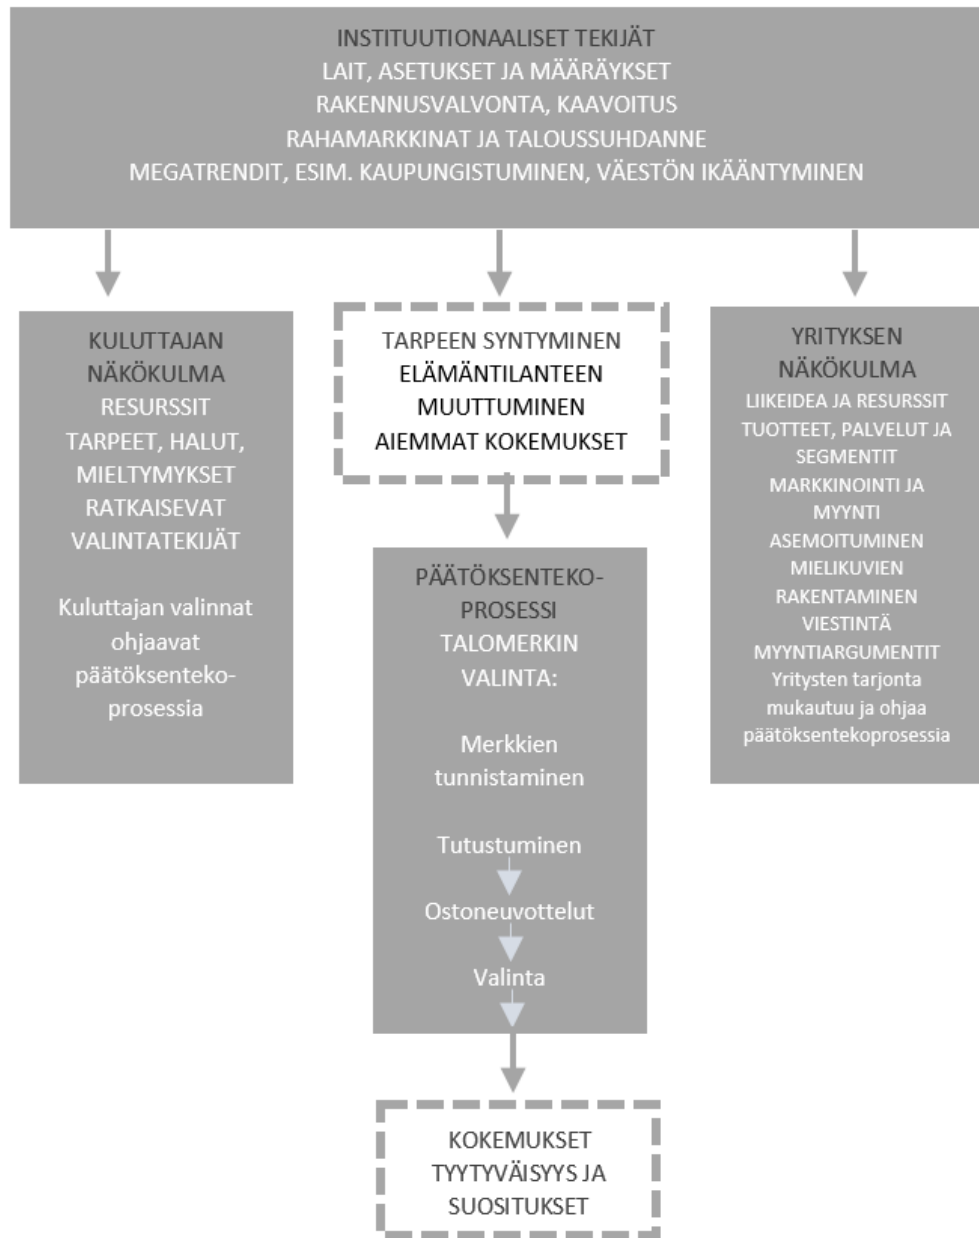 INSTITUUTIONAALISET TEKIJÄT
LAIT, ASETUKSET JA MÄÄRÄYKSET
RAKENNUSVALVONTA, KAAVOITUS
RAHAMARKKINAT JA TALOUSSUHDANNE
MEGATRENDIT, ESIM. KAUPUNGISTUMINEN, VÄESTÖN IKÄÄNTYMINEN
KULUTTAJAN
NÄKÖKULMA
RESURSSIT
TARPEET, HALUT,
MIELTYMYKSET
RATKAISEVAT
VALINTATEKIJÄT
Kuluttajan valinnat
ohjaavat
päätöksenteko-
prosessia
TARPEEN SYNTYMINEN
ELÄMÄNTILANTEEN
MUUTTUMINEN
AIEMMAT KOKEMUKSET
PÄÄTÖKSENTEKO-
PROSESSI
TALOMERKIN
VALINTA:
Merkkien
tunnistaminen
Tutustuminen
Ostoneuvottelut
Valinta
YRITYKSEN
NÄKÖKULMA
LIIKEIDEA JA RESURSSIT
TUOTTEET, PALVELUT JA
SEGMENTIT
MARKKINOINTI JA
MYYNTI
ASEMOITUMINEN
MIELIKUVIEN
RAKENTAMINEN
VIESTINTÄ
MYYNTIARGUMENTIT
Yritysten tarjonta
mukautuu ja ohjaa
päätöksentekoprosessia
KOKEMUKSET
TYYTYVÄISYYS JA
SUOSITUKSET